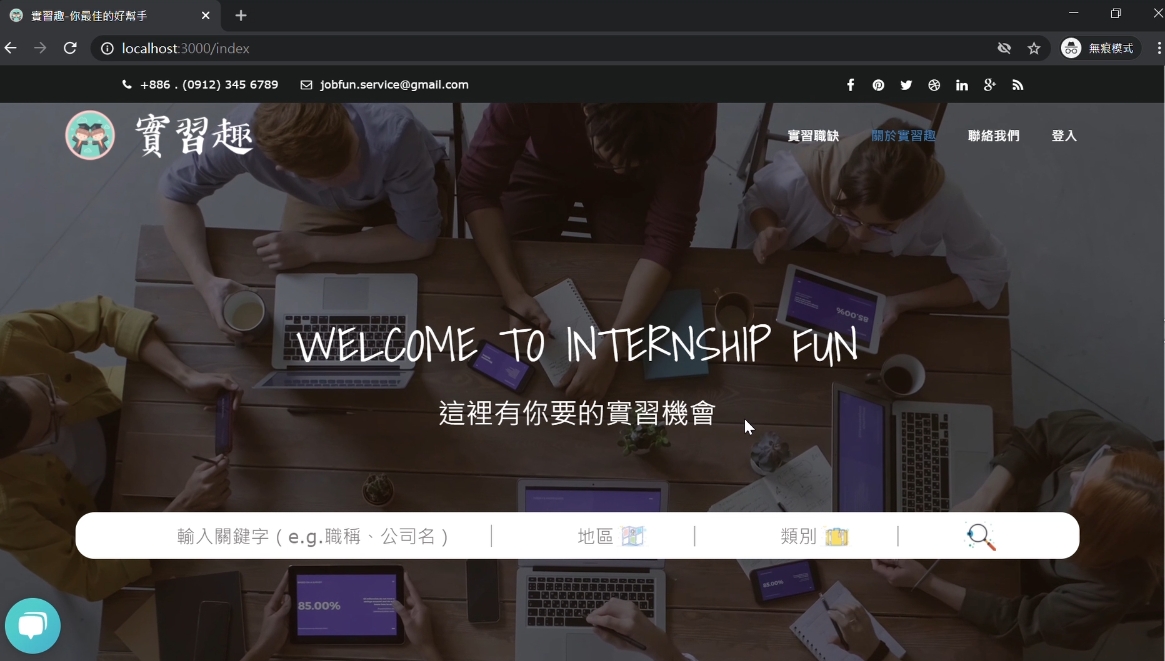 實習趣-你最佳的好幫手
localhost:3000/index
無痕模式
+886 . (0912) 345 6789 jobfun.service@gmail.com
實習趣
實習職缺 關於實習趣 聯絡我們 登入
WELCOME TO INTERNSHIP FUN
這裡有你要的實習機會
輸入關鍵字 ( e.g.職稱、公司名 ) 地區 類別
85.00%
85.00%
85.00%